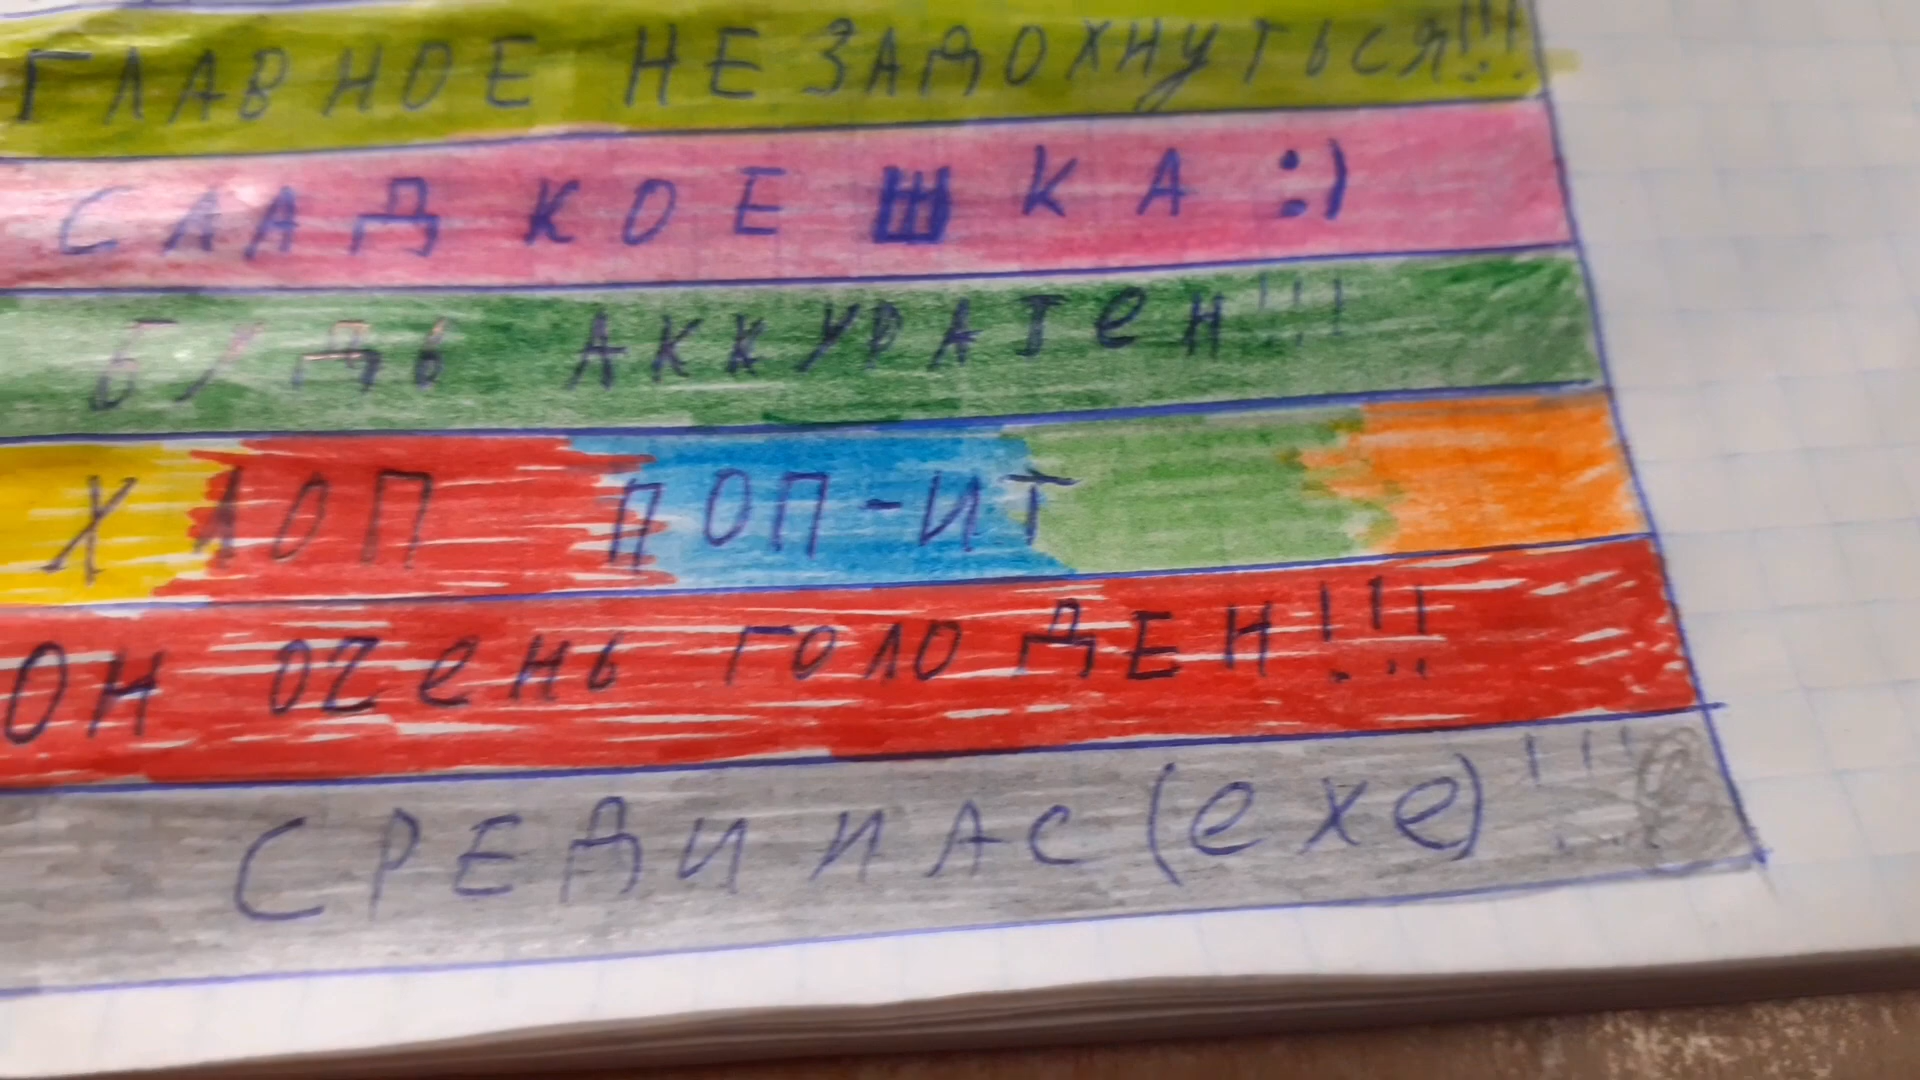 ГЛАВНОЕ НЕ ЗАДОХНУТЬСЯ!!!
СЛАДКОЕШКА :)
БУДЬ АККУРАТеН!!!
ХЛОП ПОП-ИТ
ОН ОЧеНЬ ГОЛОДЕН!!!
СРЕДИ НАС (ехе)!!!